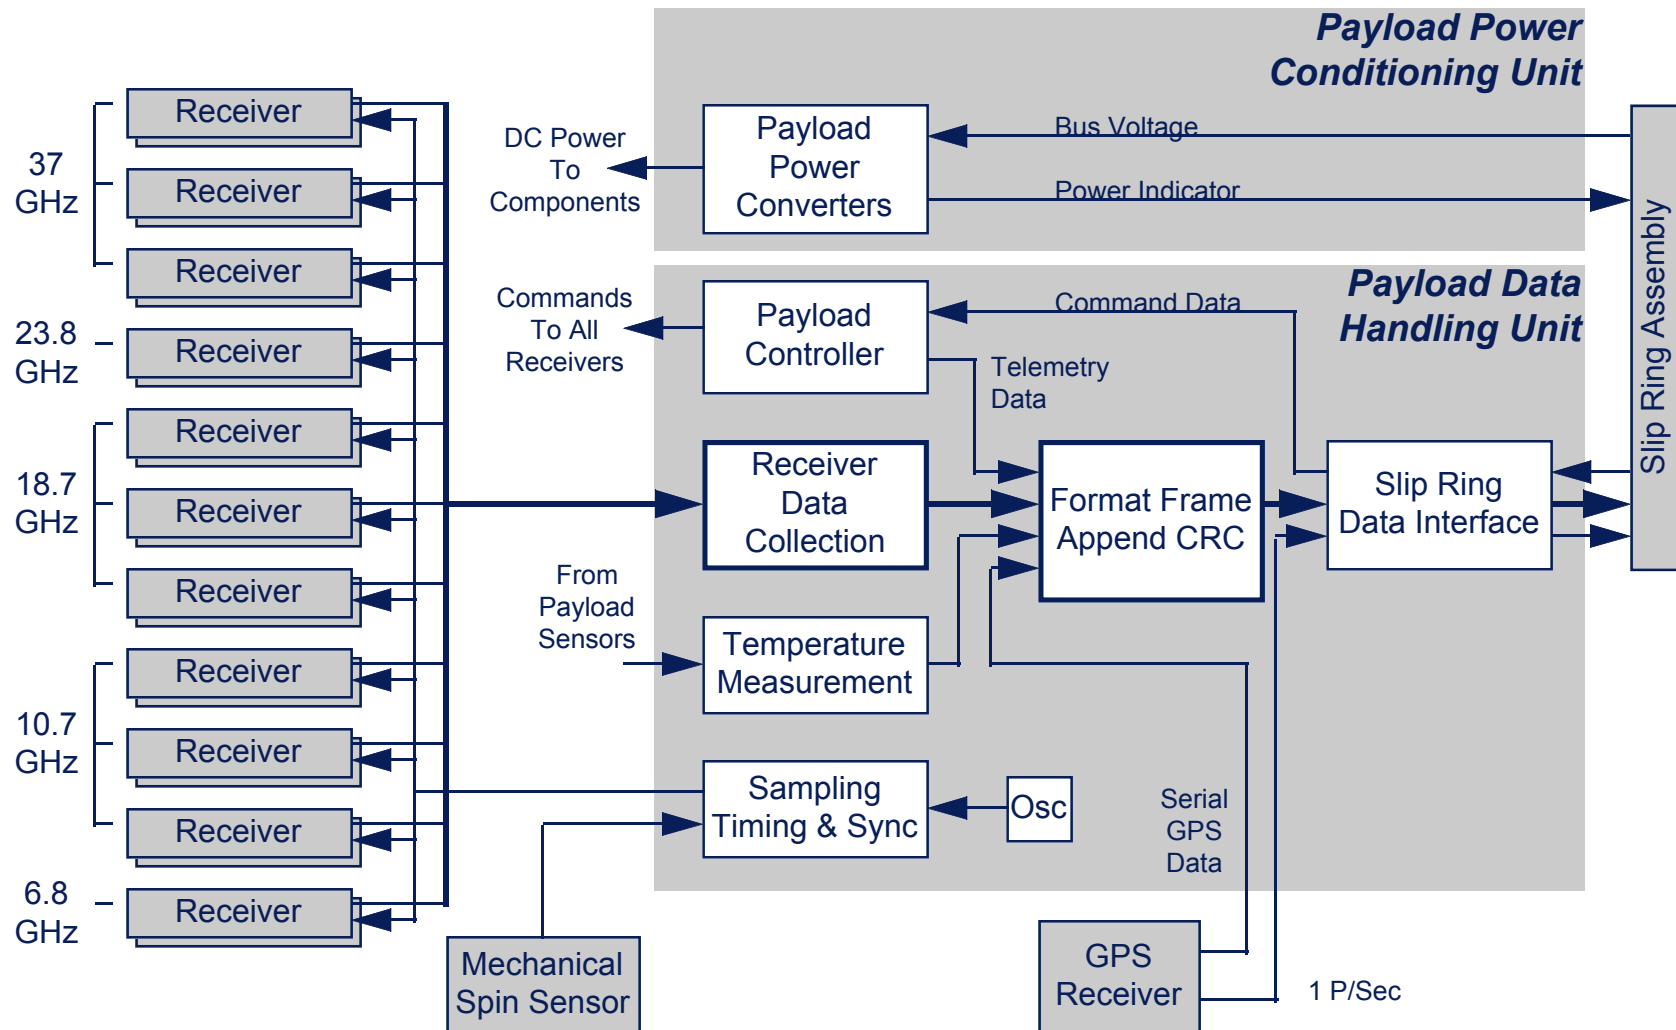 Payload Power
Conditioning Unit
Receiver
Receiver
Receiver
37
GHz
Receiver
23.8
GHz
Receiver
Receiver
Receiver
18.7
GHz
Receiver
Receiver
Receiver
10.7
GHz
Receiver
6.8
GHz
DC Power
To
Components
Payload
Power
Converters
Bus Voltage
Power Indicator
Slip Ring Assembly
Payload Data
Handling Unit
Commands
To All
Receivers
Payload
Controller
Command Data
Telemetry
Data
Receiver
Data
Collection
Format Frame
Append CRC
Slip Ring
Data Interface
From
Payload
Sensors
Temperature
Measurement
Sampling
Timing & Sync
Osc
Serial
GPS
Data
Mechanical
Spin Sensor
GPS
Receiver
1 P/Sec